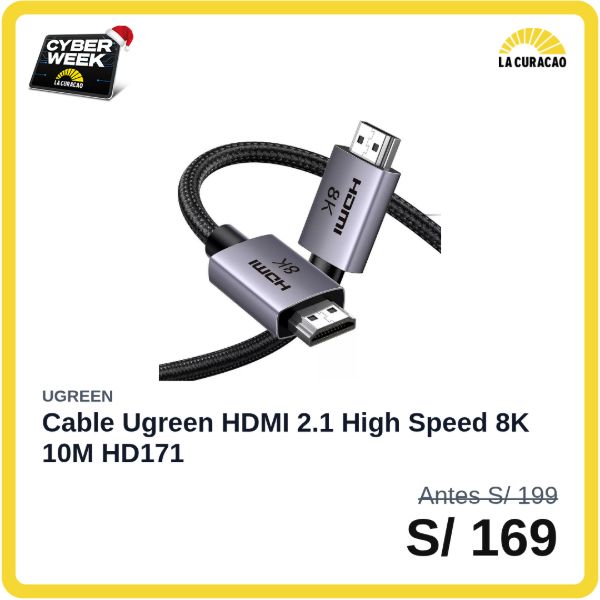 CYBER
WEEK
LA CURACAO
LA CURACAO
HDMI
8K
HDMI
8K
UGREEN
Cable Ugreen HDMI 2.1 High Speed 8K
10M HD171
Antes S/ 199
S/ 169